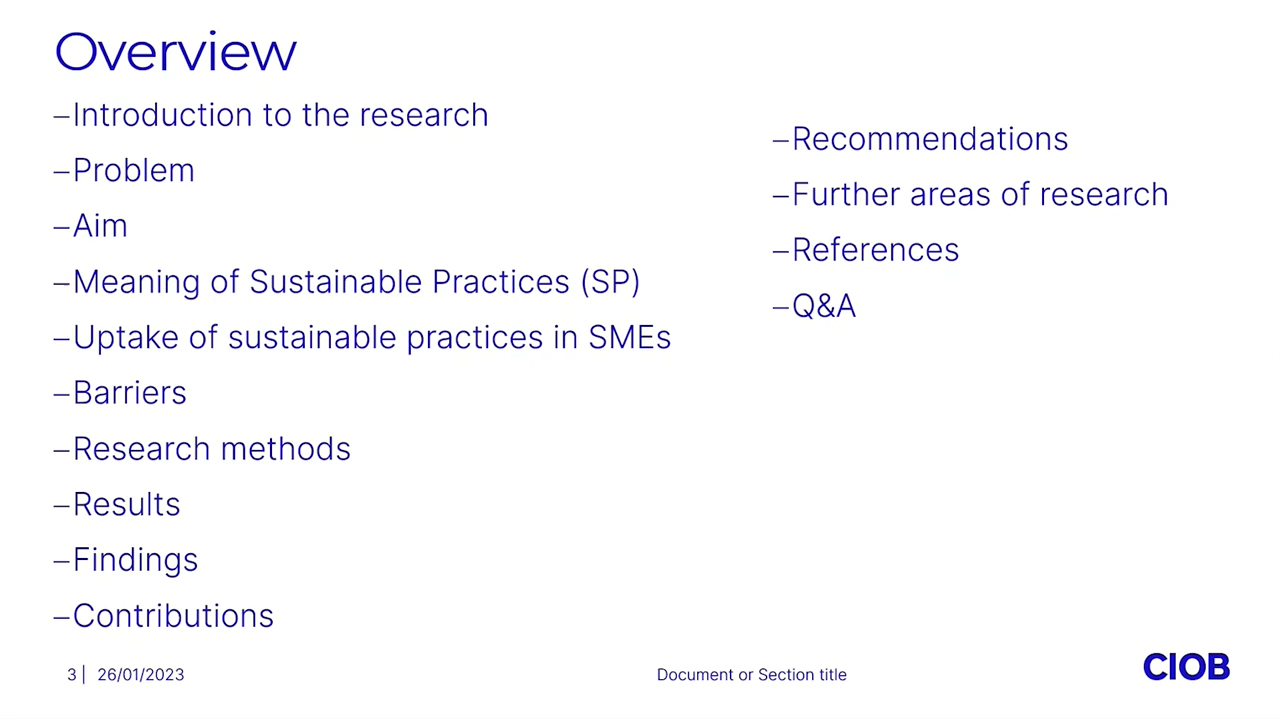 Overview
–Introduction to the research
–Problem
–Aim
–Meaning of Sustainable Practices (SP)
–Uptake of sustainable practices in SMEs
–Barriers
–Research methods
–Results
–Findings
–Contributions
–Recommendations
–Further areas of research
–References
–Q&A
3 | 26/01/2023
Document or Section title
CIOB